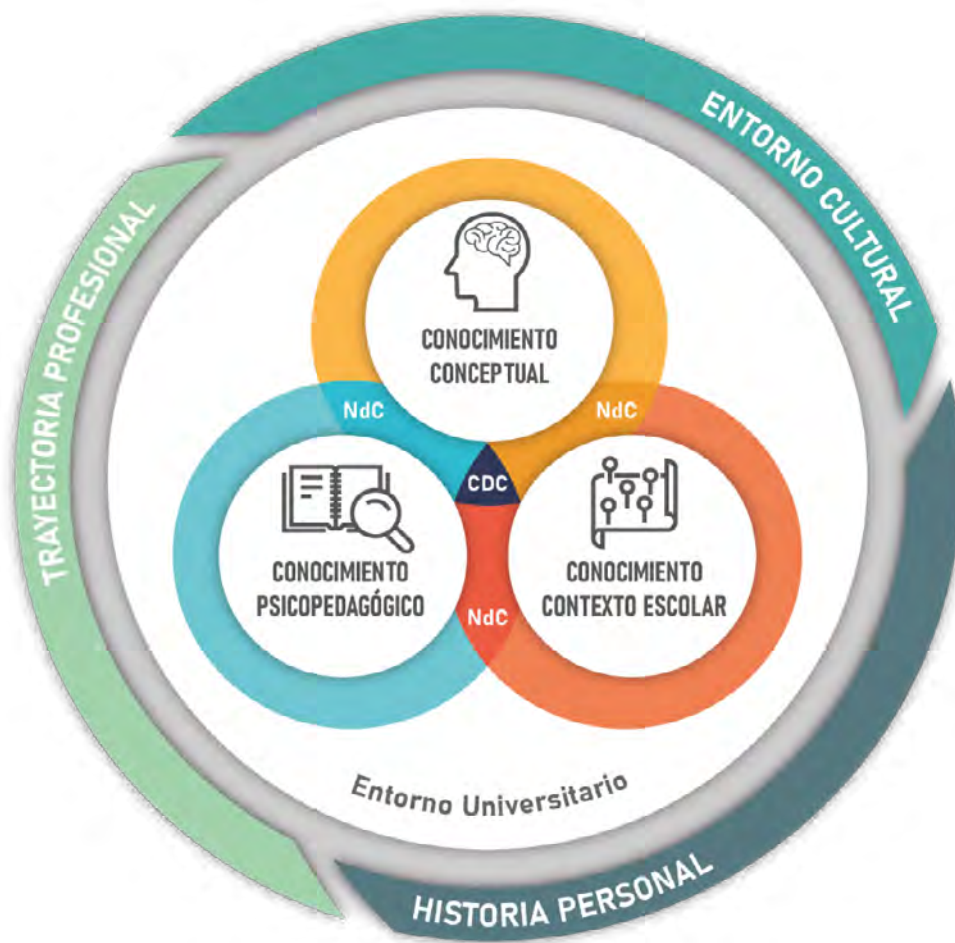 ENTORNO CULTURAL
TRAYECTORIA PROFESIONAL
CONOCIMIENTO
CONCEPTUAL
NdC
NdC
CDC
CONOCIMIENTO
PSICOPEDAGÓGICO
CONOCIMIENTO
CONTEXTO ESCOLAR
NdC
Entorno Universitario
HISTORIA PERSONAL